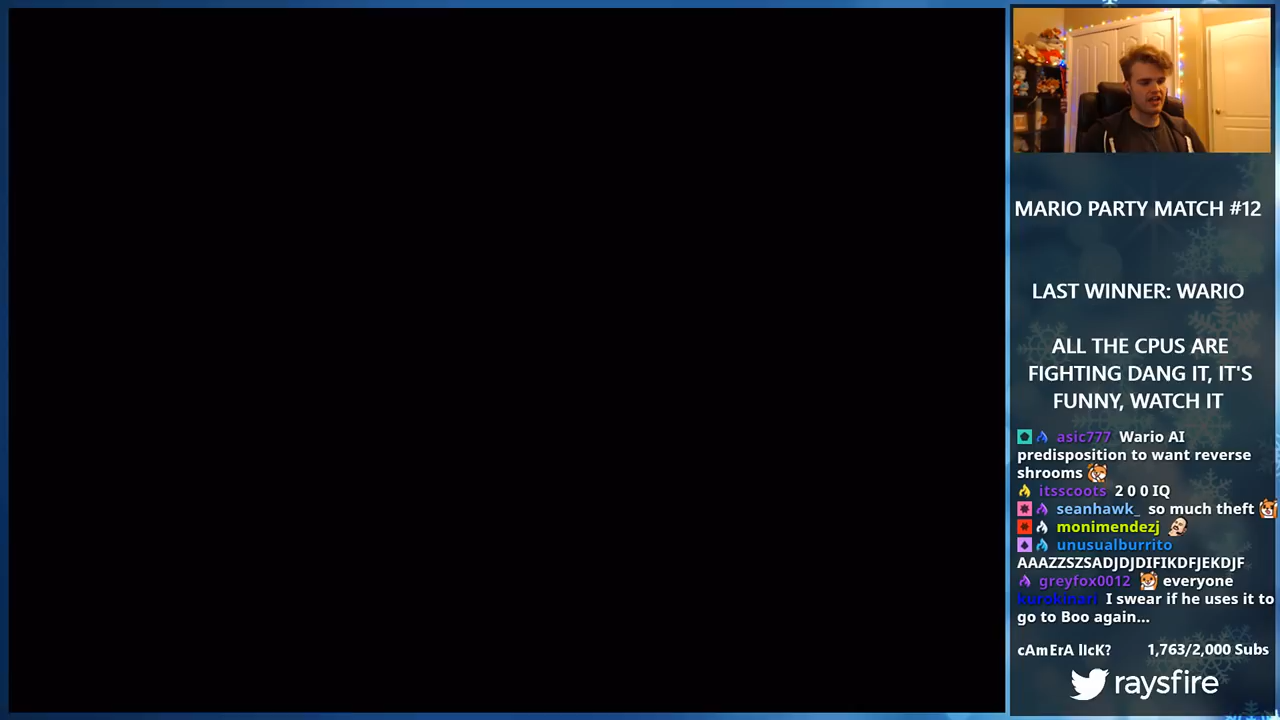 MARIO PARTY MATCH #12
LAST WINNER: WARIO
ALL THE CPUS ARE
FIGHTING DANG IT, IT'S
FUNNY, WATCH IT
asic777 Wario AI
predisposition to want reverse
shrooms
itsscoots 2 0 0 IQ
seanhawk_ so much theft
monimendezj
unusualburrito
AAAZZSZSADJDJDIFIKDFJEKDJF
greyfox0012 everyone
kurokinari I swear if he uses it to
go to Boo again...
cAmErA lIcK? 1,763/2,000 Subs
raysfire